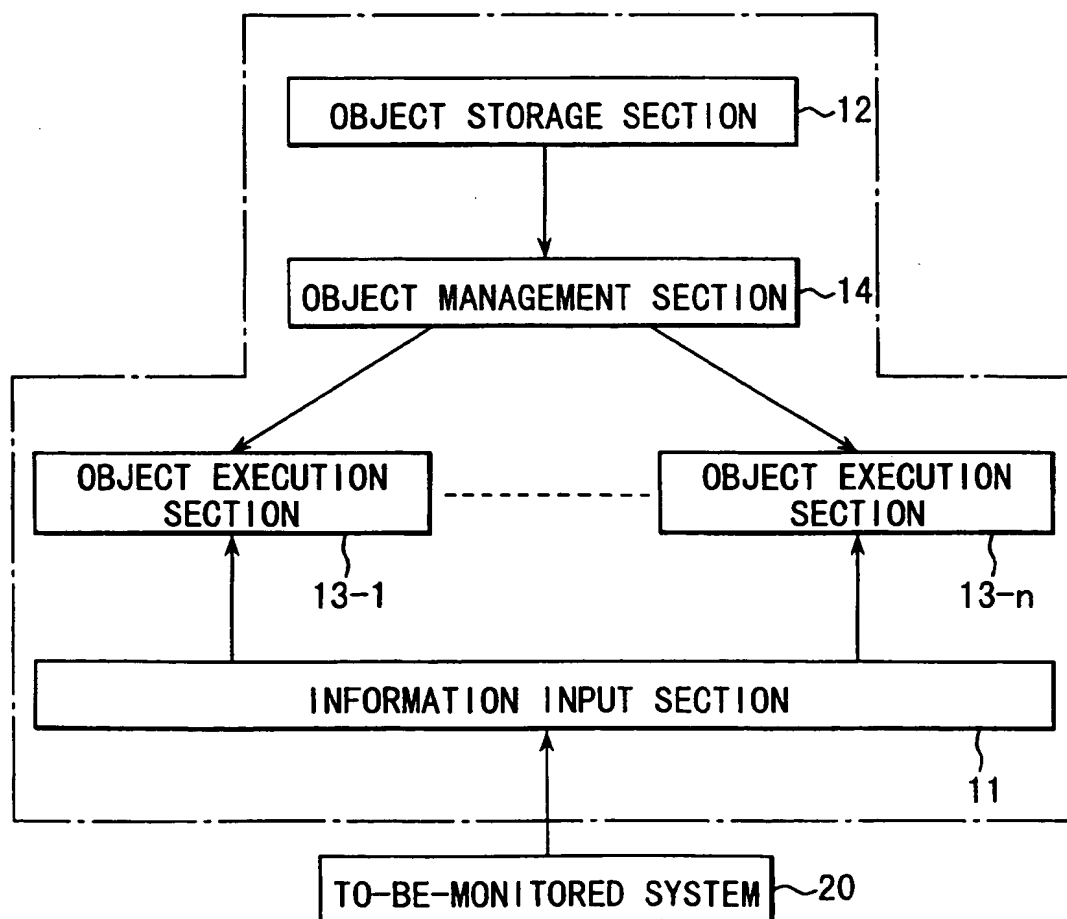 OBJECT STORAGE SECTION
12
OBJECT MANAGEMENT SECTION
14
OBJECT EXECUTION
SECTION
13-1
OBJECT EXECUTION
SECTION
13-n
INFORMATION INPUT SECTION
11
TO-BE-MONITORED SYSTEM
20